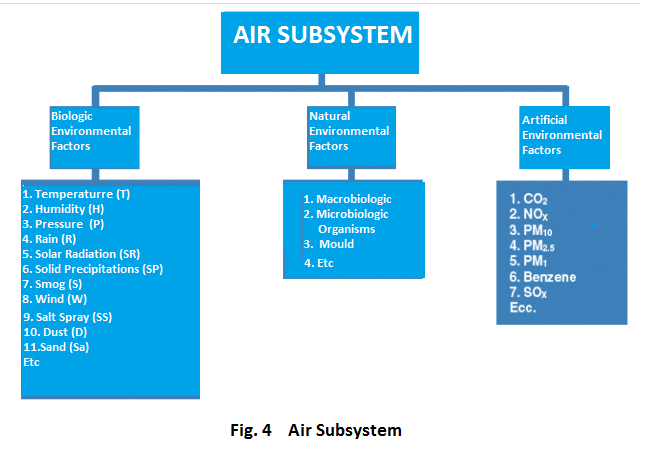 AIR SUBSYSTEM
Biologic
Environmental
Factors
1. Temperaturre (T)
2. Humidity (H)
3. Pressure (P)
4. Rain (R)
5. Solar Radiation (SR)
6. Solid Precipitations (SP)
7. Smog (S)
8. Wind (W)
9. Salt Spray (SS)
10. Dust (D)
11.Sand (Sa)
Etc
Natural
Environmental
Factors
1. Macrobiologic
2. Microbiologic
Organisms
3. Mould
4. Etc
Artificial
Environmental
Factors
1. CO₂
2. NOₓ
3. PM₁₀
4. PM₂.₅
5. PM₁
6. Benzene
7. SOₓ
Ecc.
Fig. 4 Air Subsystem